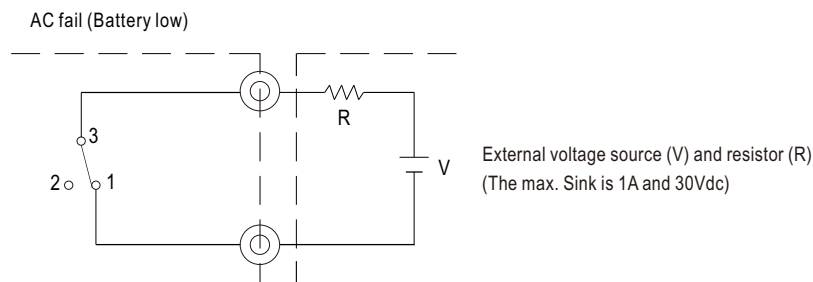 AC fail (Battery low)
R
3
V
External voltage source (V) and resistor (R)
(The max. Sink is 1A and 30Vdc)
2
1